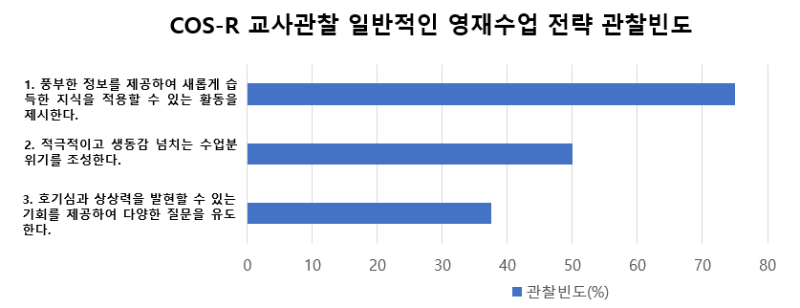 COS-R 교사관찰 일반적인 영재수업 전략 관찰빈도
1. 풍부한 정보를 제공하여 새롭게 습
득한 지식을 적용할 수 있는 활동을
제시한다.
2. 적극적이고 생동감 넘치는 수업분
위기를 조성한다.
3. 호기심과 상상력을 발현할 수 있는
기회를 제공하여 다양한 질문을 유도
한다.
0 10 20 30 40 50 60 70 80
관찰빈도(%)